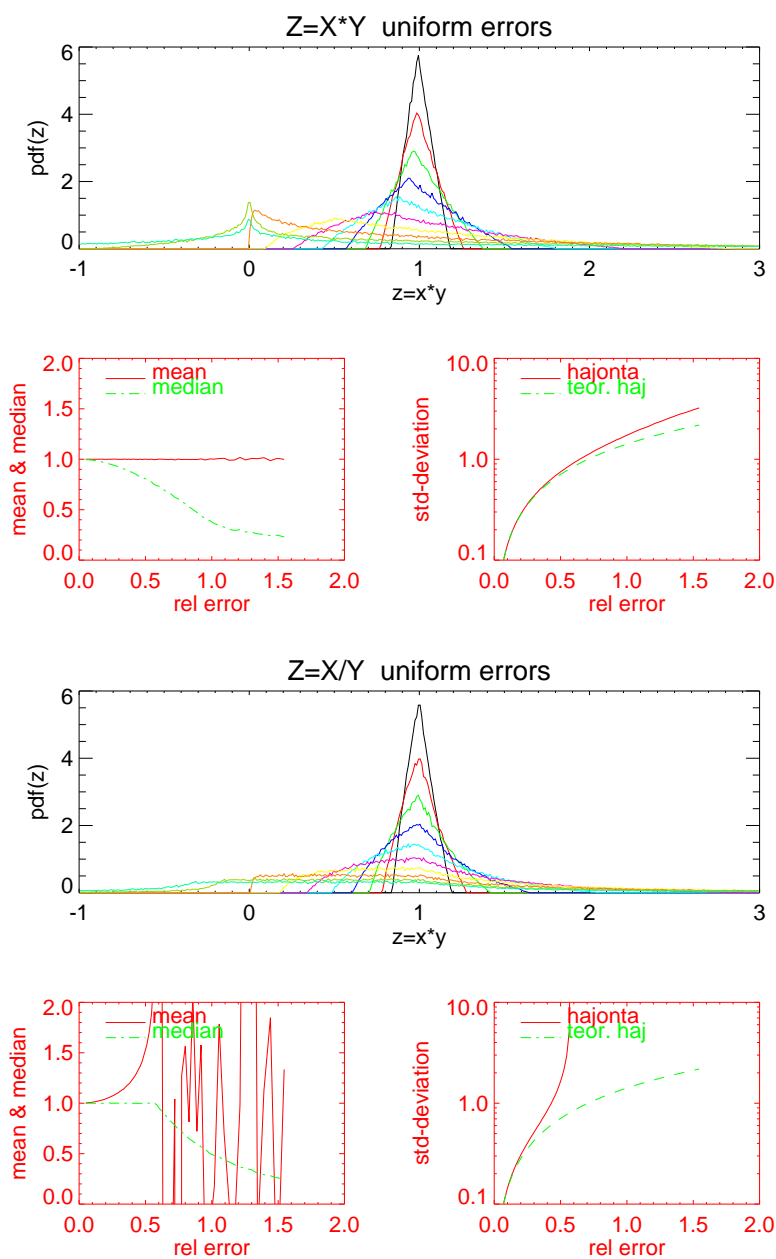 Z=X*Y uniform errors
6
4
2
0
pdf(z)
-1 0 1 2 3
z=x*y
2.0
1.5
1.0
0.5
0.0
mean & median
mean
median
0.0 0.5 1.0 1.5 2.0
rel error
10.0
1.0
0.1
std-deviation
hajonta
teor. haj
0.0 0.5 1.0 1.5 2.0
rel error
Z=X/Y uniform errors
6
4
2
0
pdf(z)
-1 0 1 2 3
z=x*y
2.0
1.5
1.0
0.5
0.0
mean & median
mean
median
0.0 0.5 1.0 1.5 2.0
rel error
10.0
1.0
0.1
std-deviation
hajonta
teor. haj
0.0 0.5 1.0 1.5 2.0
rel error